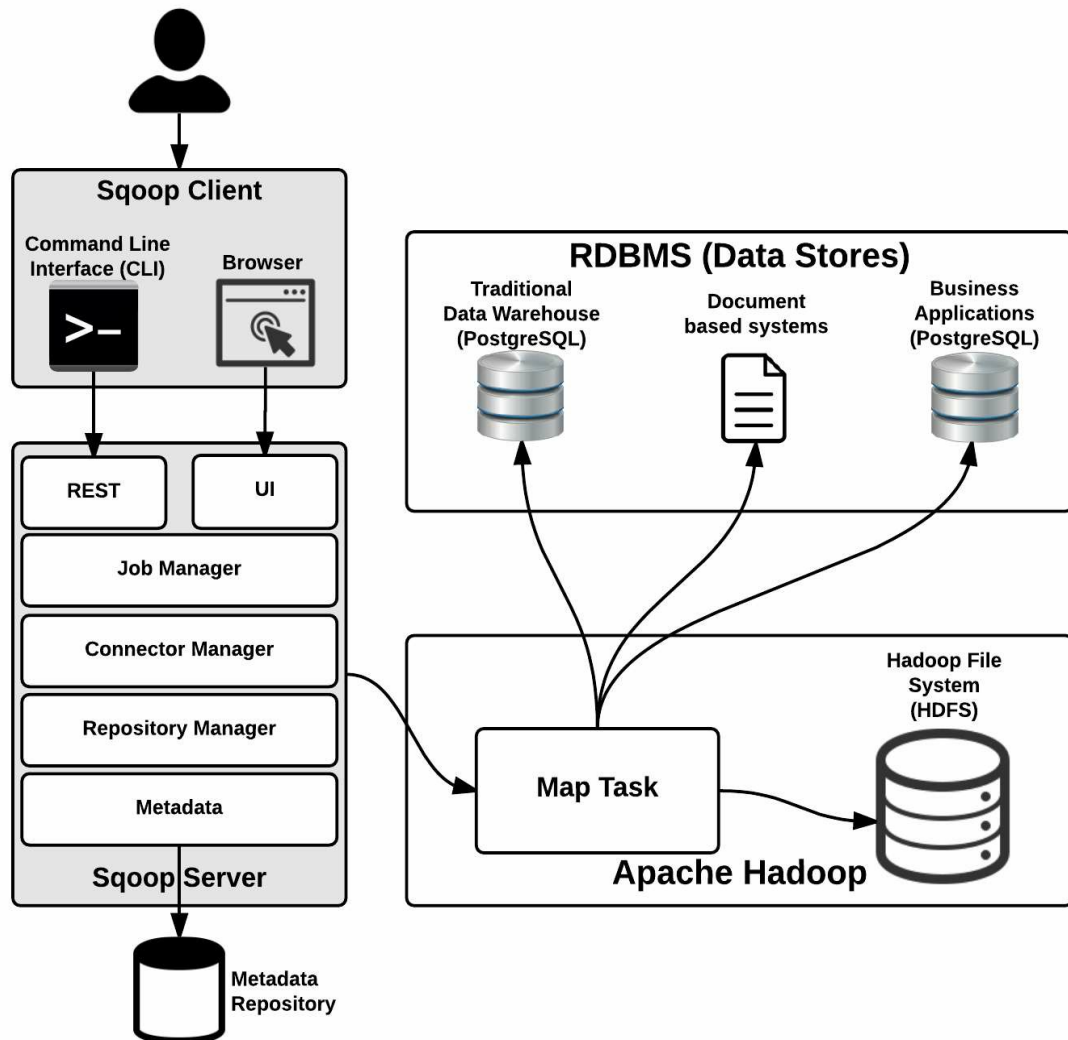 Sqoop Client
Command Line
Interface (CLI)
Browser
>–
REST
UI
Job Manager
Connector Manager
Repository Manager
Metadata
Sqoop Server
Metadata
Repository
RDBMS (Data Stores)
Traditional
Data Warehouse
(PostgreSQL)
Document
based systems
Business
Applications
(PostgreSQL)
Hadoop File
System
(HDFS)
Map Task
Apache Hadoop